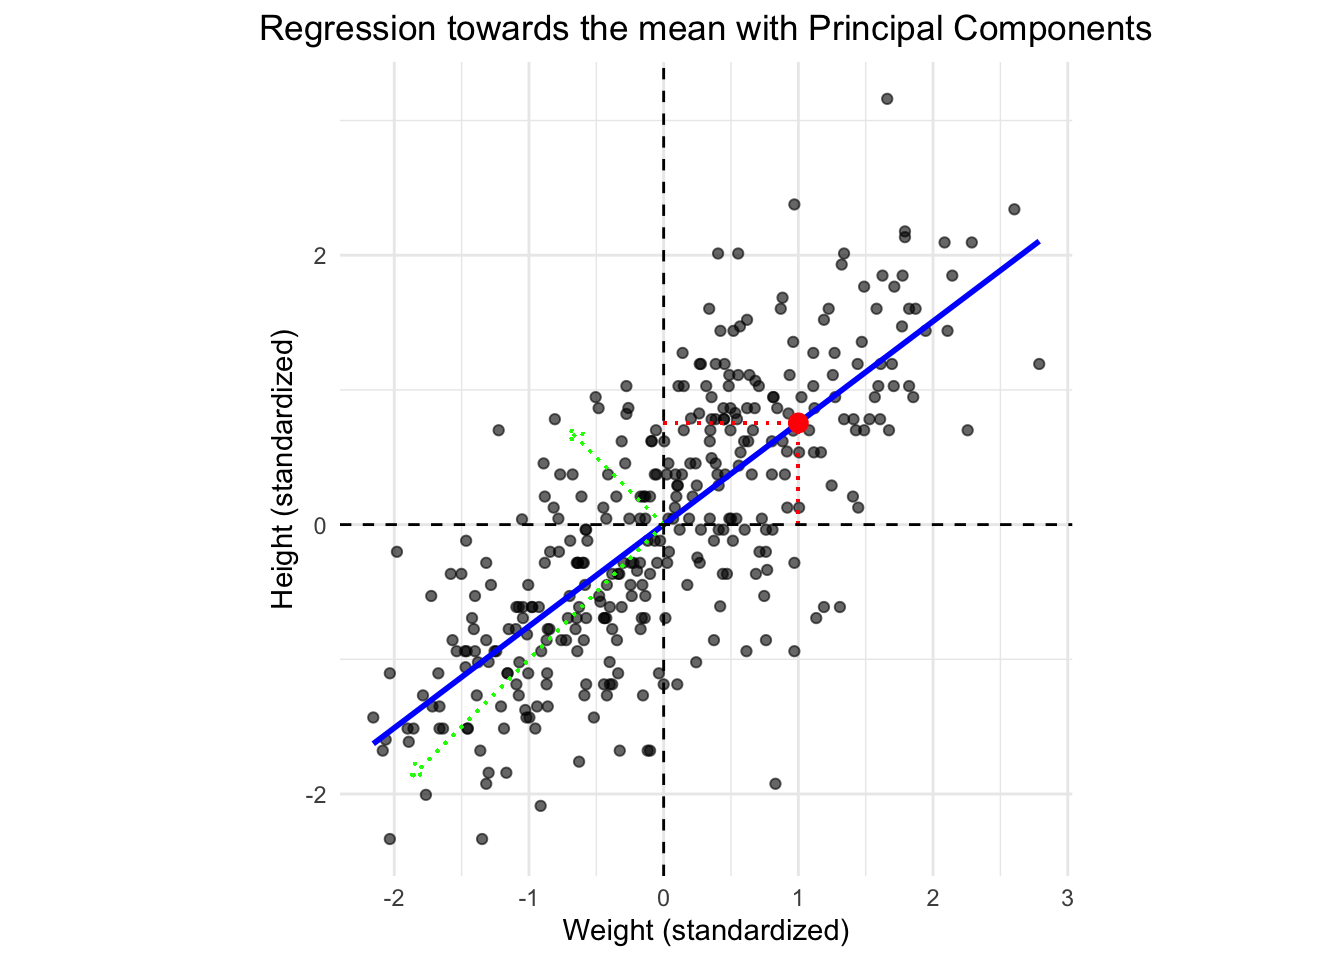 Regression towards the mean with Principal Components
Height (standardized)
2
0
-2
-2 -1 0 1 2 3
Weight (standardized)